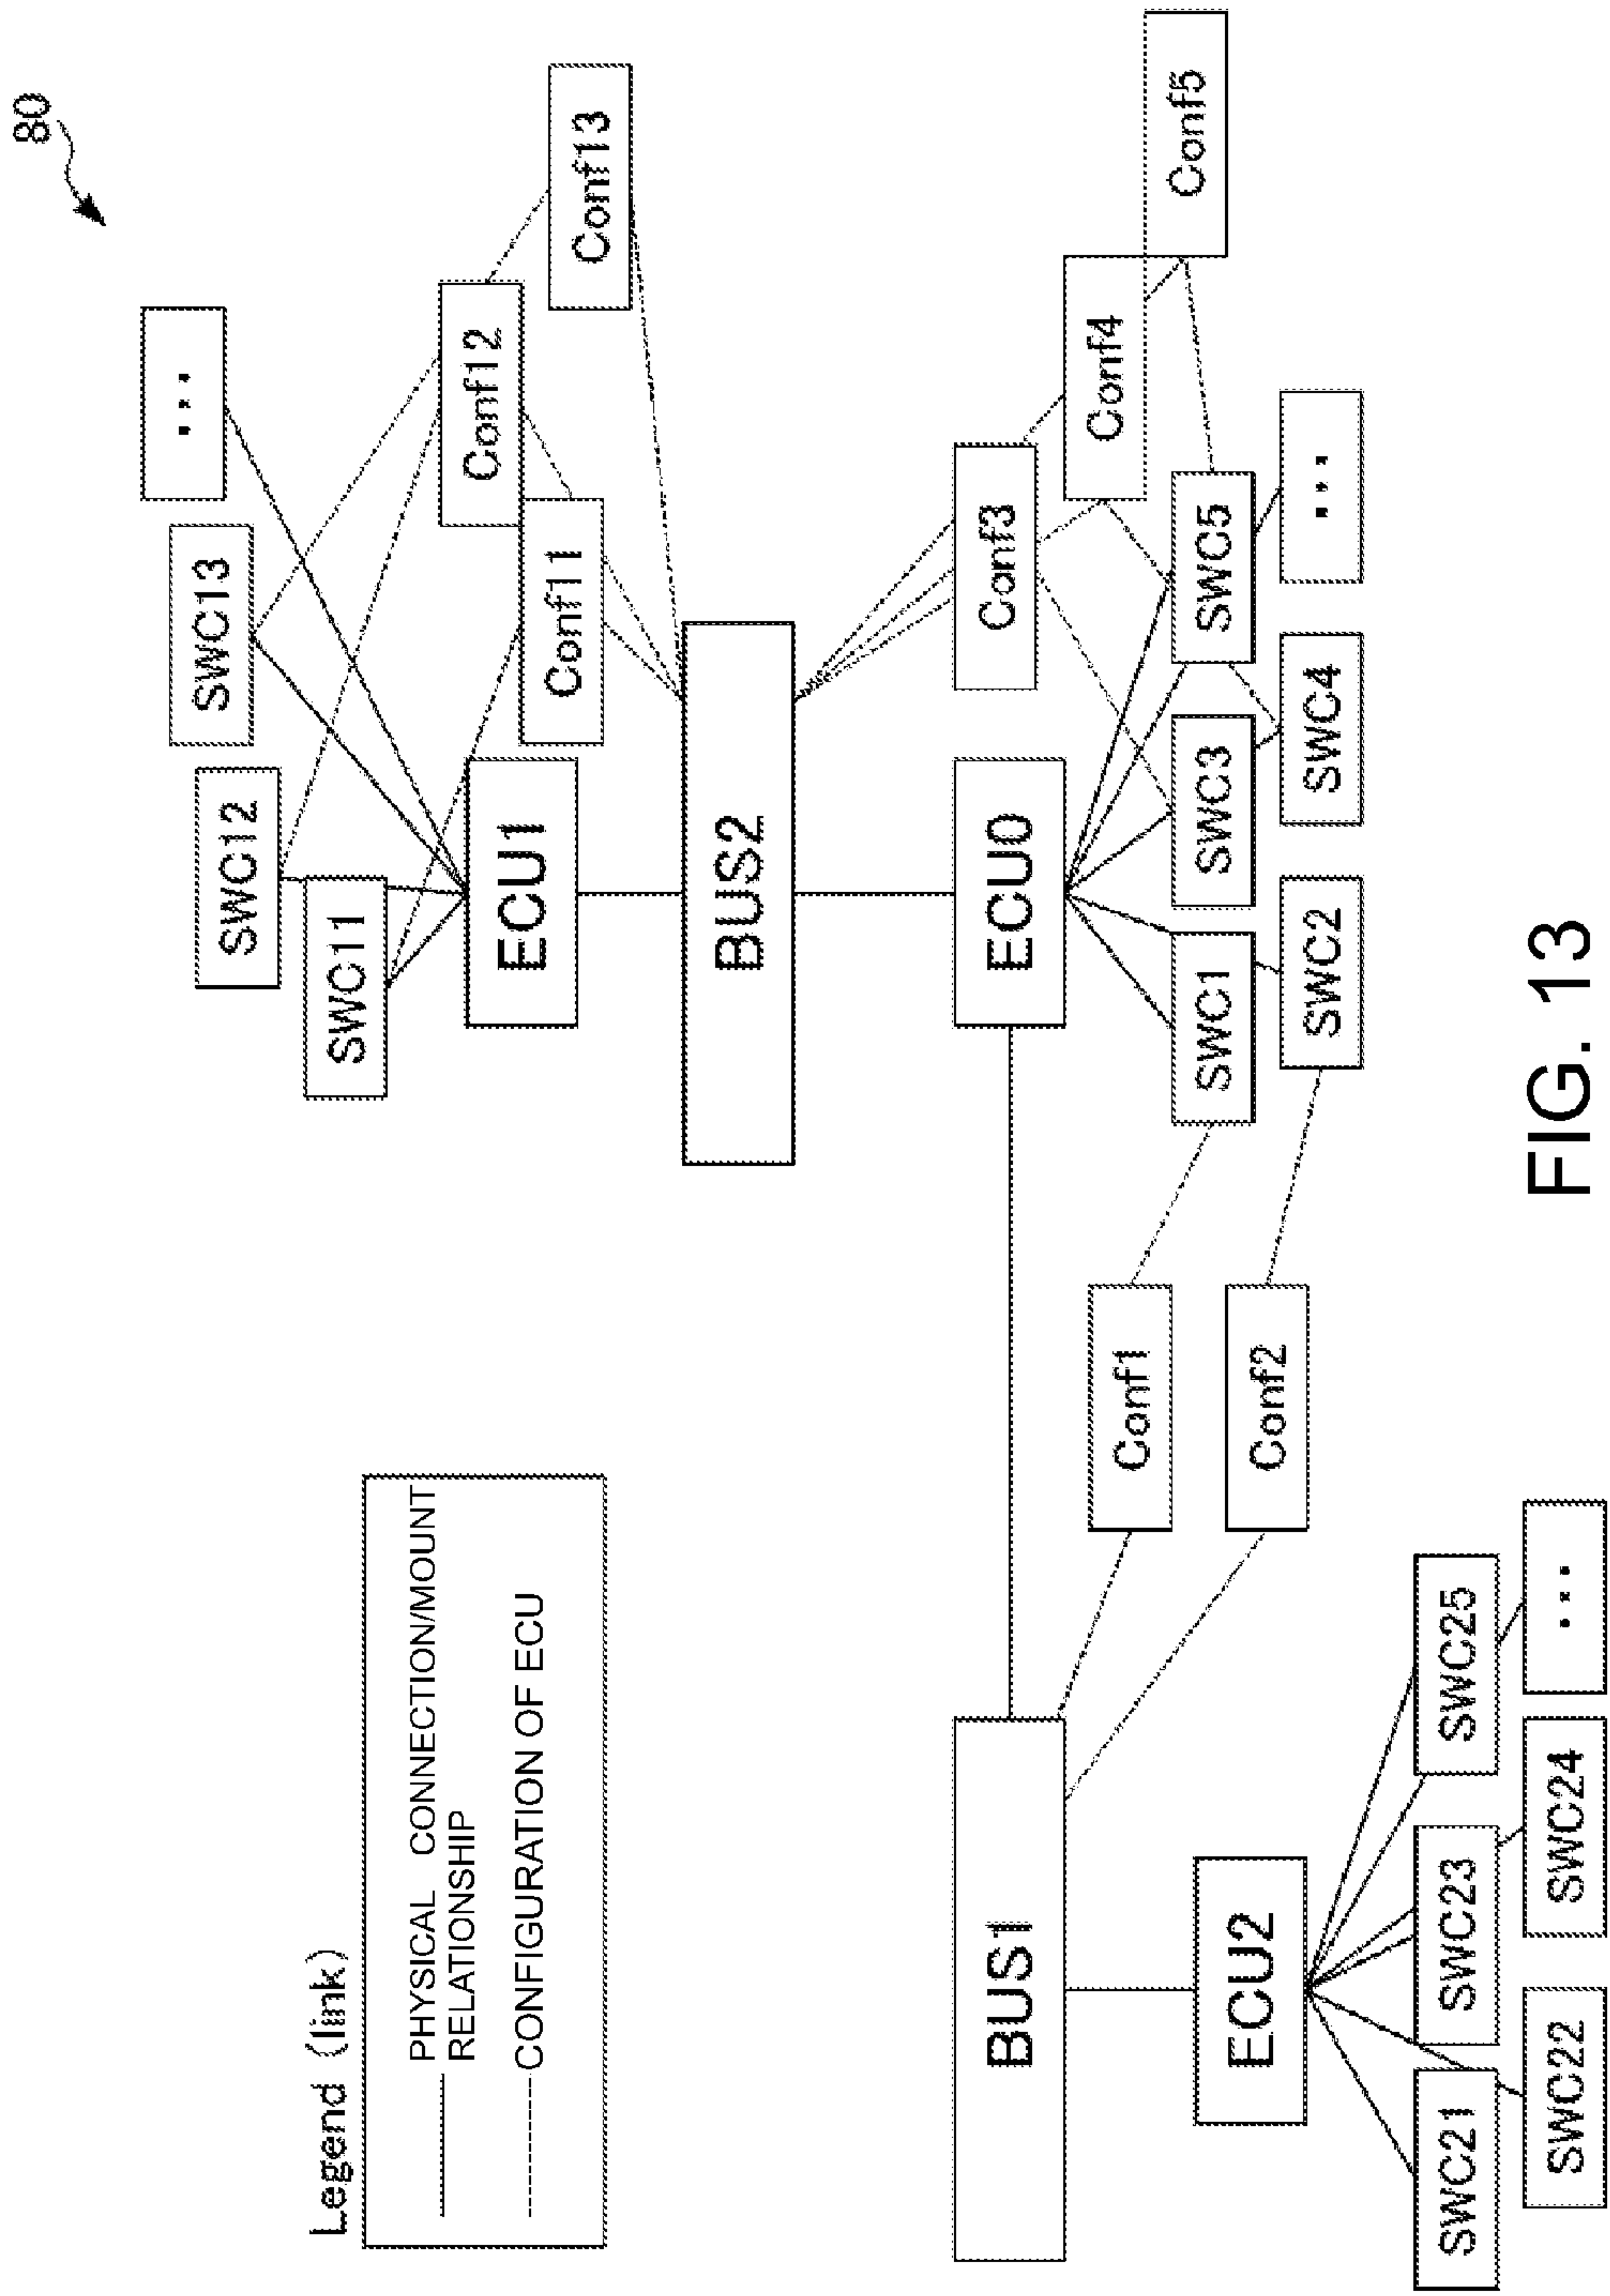 80
Legend (link)
PHYSICAL CONNECTION/MOUNT
RELATIONSHIP
CONFIGURATION OF ECU
...
SWC13
SWC12
SWC11
ECU1
Conf12
Conf11
Conf13
BUS2
BUS1
ECU0
Conf3
Conf4
Conf5
Conf1
Conf2
SWC1
SWC3
SWC5
SWC2
SWC4
...
ECU2
SWC21
SWC23
SWC25
SWC22
SWC24
...
FIG. 13